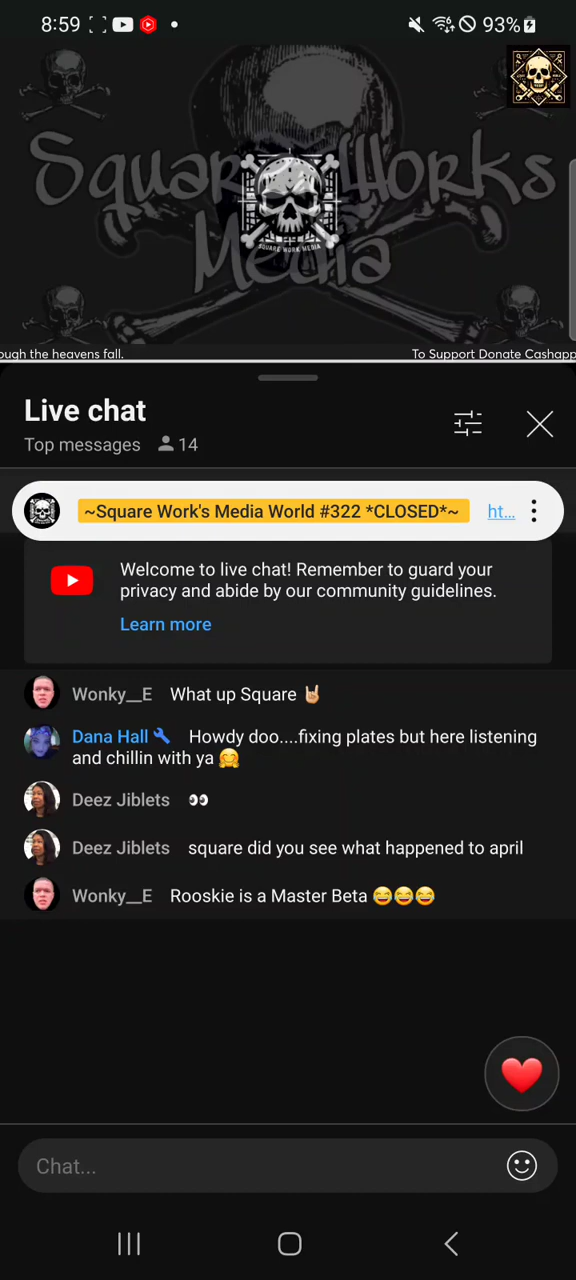 8:59 93%
Square Works
Media
SQUARE WORK MEDIA
ough the heavens fall. To Support Donate Cashapp
Live chat
Top messages 14
~Square Work's Media World #322 *CLOSED*~ ht...
Welcome to live chat! Remember to guard your
privacy and abide by our community guidelines.
Learn more
Wonky__E What up Square 🤘🏼
Dana Hall 🔧 Howdy doo....fixing plates but here listening
and chillin with ya 🤗
Deez Jiblets 👀
Deez Jiblets square did you see what happened to april
Wonky__E Rooskie is a Master Beta 😂😂😂
Chat...